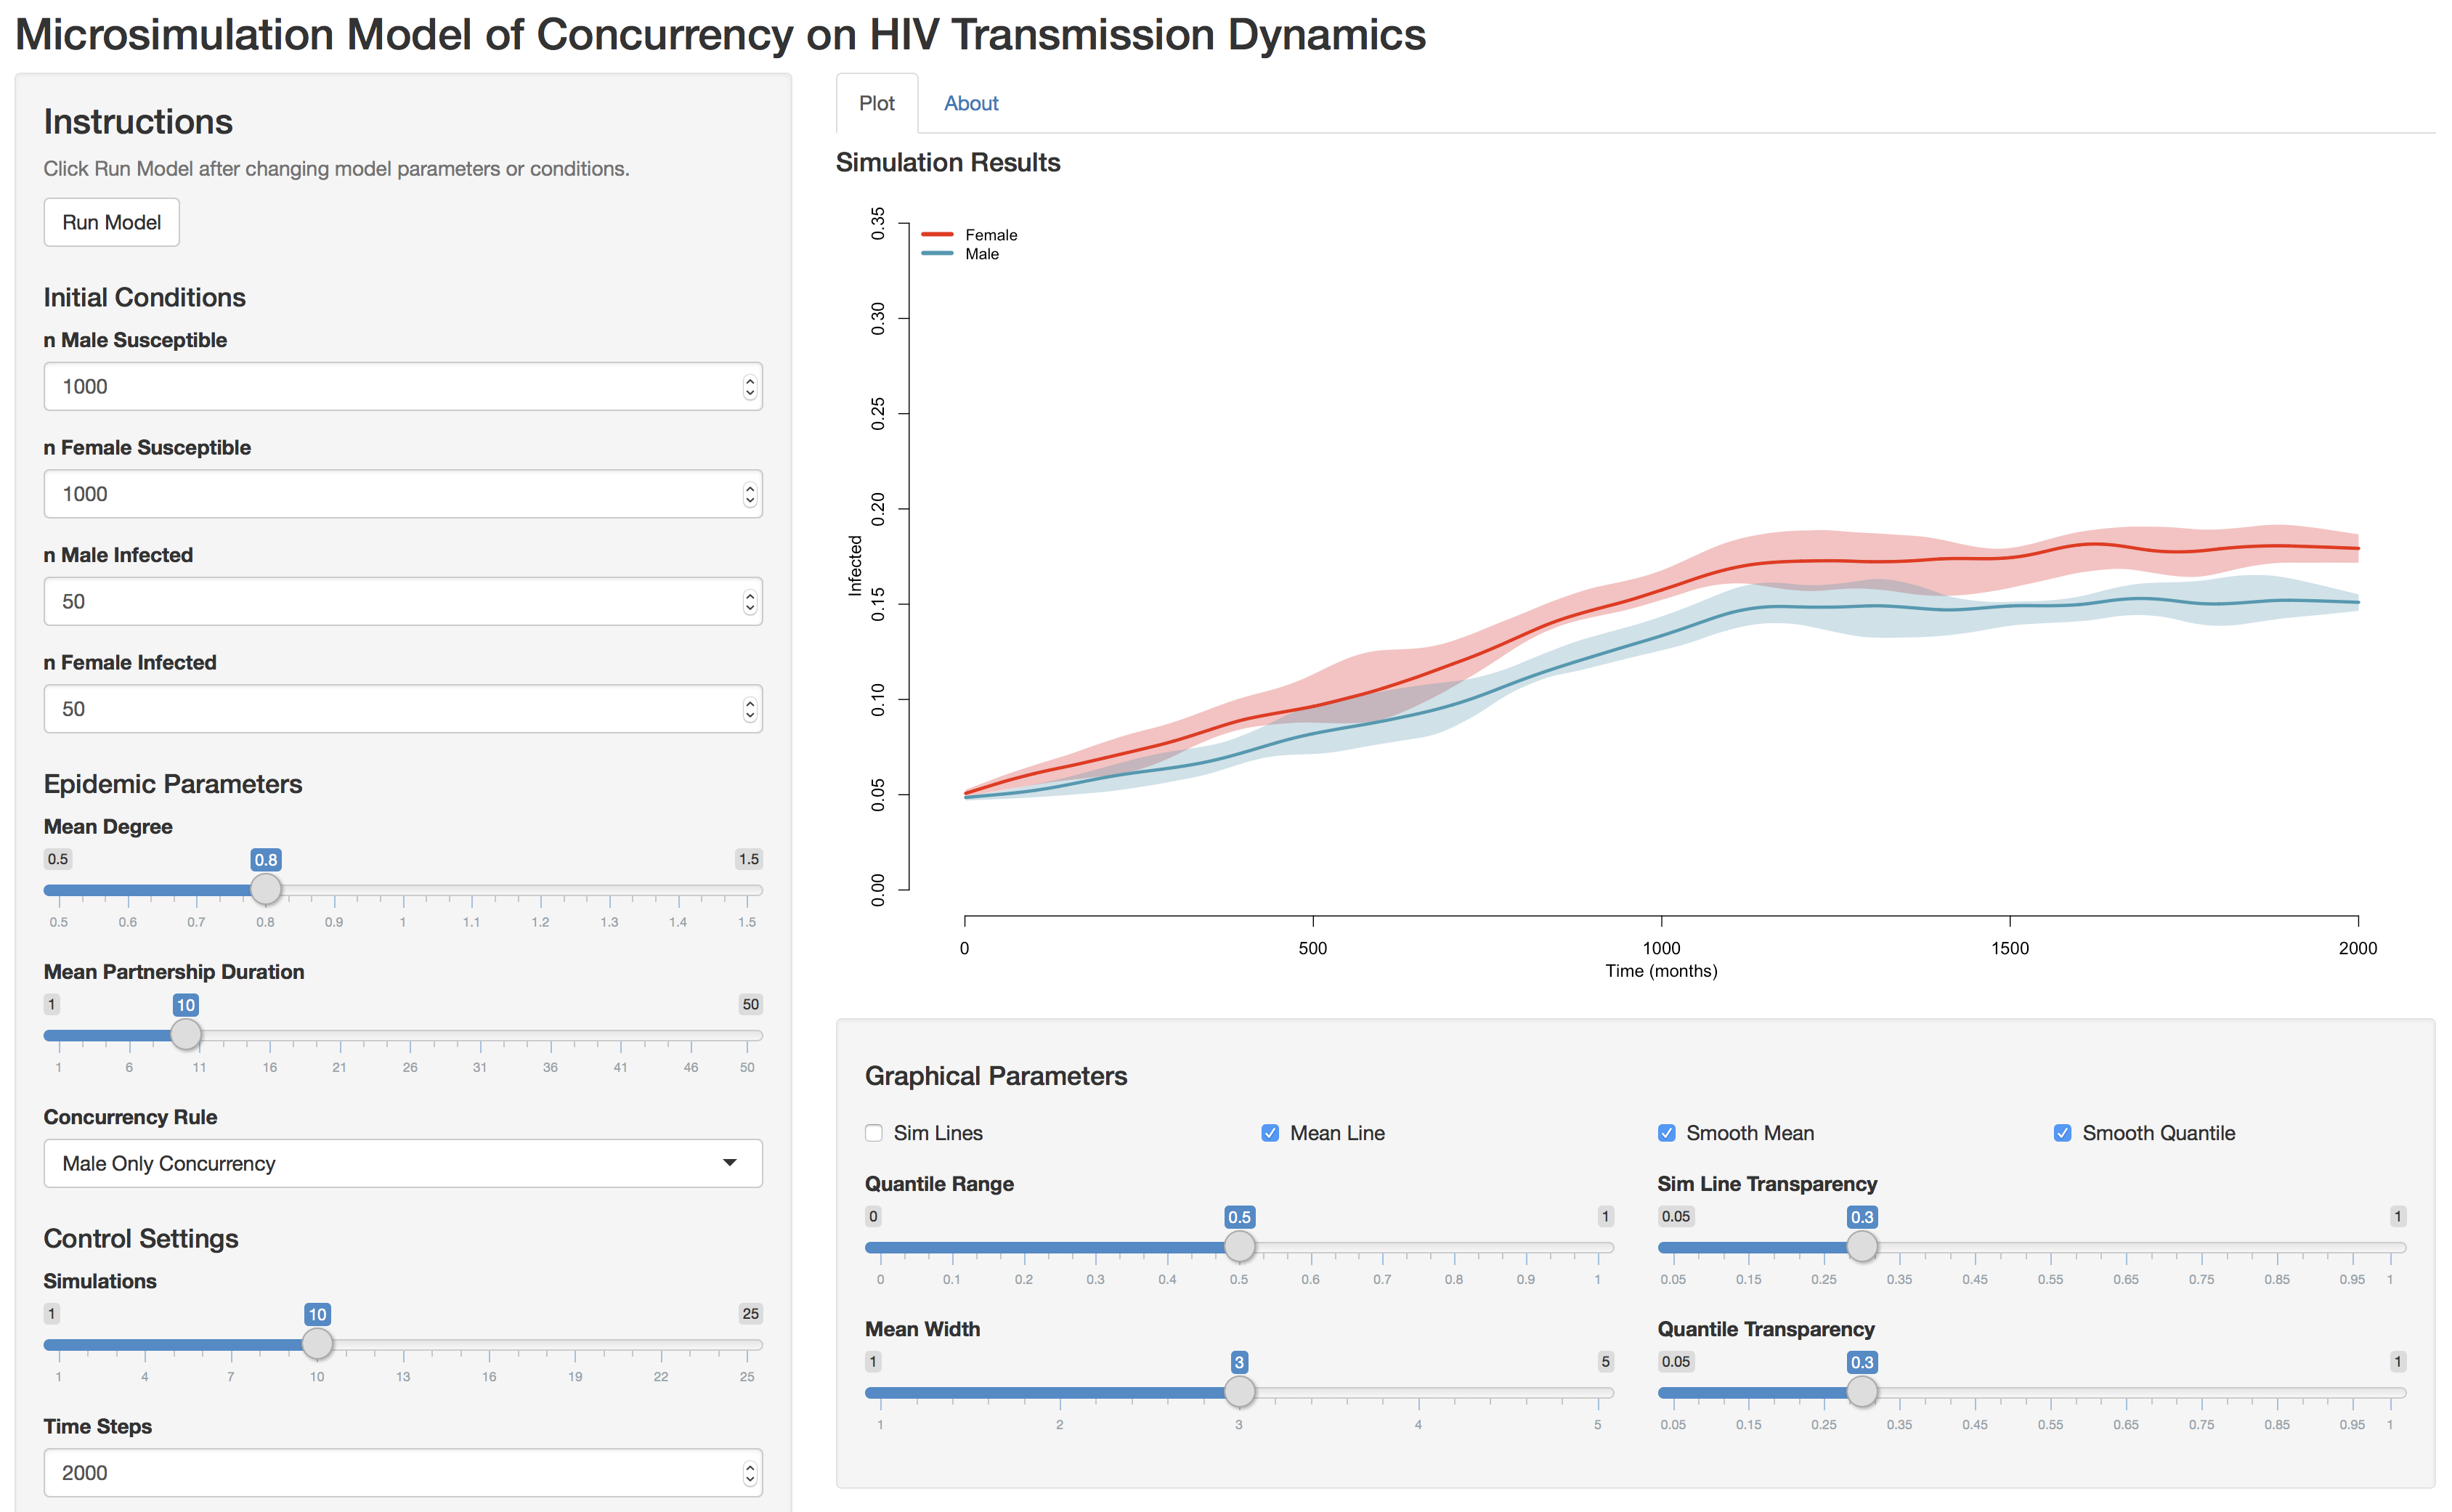 Microsimulation Model of Concurrency on HIV Transmission Dynamics
Instructions
Click Run Model after changing model parameters or conditions.
Run Model
Initial Conditions
n Male Susceptible
1000
n Female Susceptible
1000
n Male Infected
50
n Female Infected
50
Epidemic Parameters
Mean Degree
0.5 0.8 1.5
0.5 0.6 0.7 0.8 0.9 1 1.1 1.2 1.3 1.4 1.5
Mean Partnership Duration
1 10 50
1 6 11 16 21 26 31 36 41 46 50
Concurrency Rule
Male Only Concurrency
Control Settings
Simulations
1 10 25
1 4 7 10 13 16 19 22 25
Time Steps
2000
Plot About
Simulation Results
Female
Male
0.35
0.30
0.25
0.20
0.15
0.10
0.05
0.00
Infected
0 500 1000 1500 2000
Time (months)
Graphical Parameters
Sim Lines Mean Line Smooth Mean Smooth Quantile
Quantile Range
0 0.5 1
0 0.1 0.2 0.3 0.4 0.5 0.6 0.7 0.8 0.9 1
Sim Line Transparency
0.05 0.3 1
0.05 0.15 0.25 0.35 0.45 0.55 0.65 0.75 0.85 0.95 1
Mean Width
1 3 5
1 2 3 4 5
Quantile Transparency
0.05 0.3 1
0.05 0.15 0.25 0.35 0.45 0.55 0.65 0.75 0.85 0.95 1